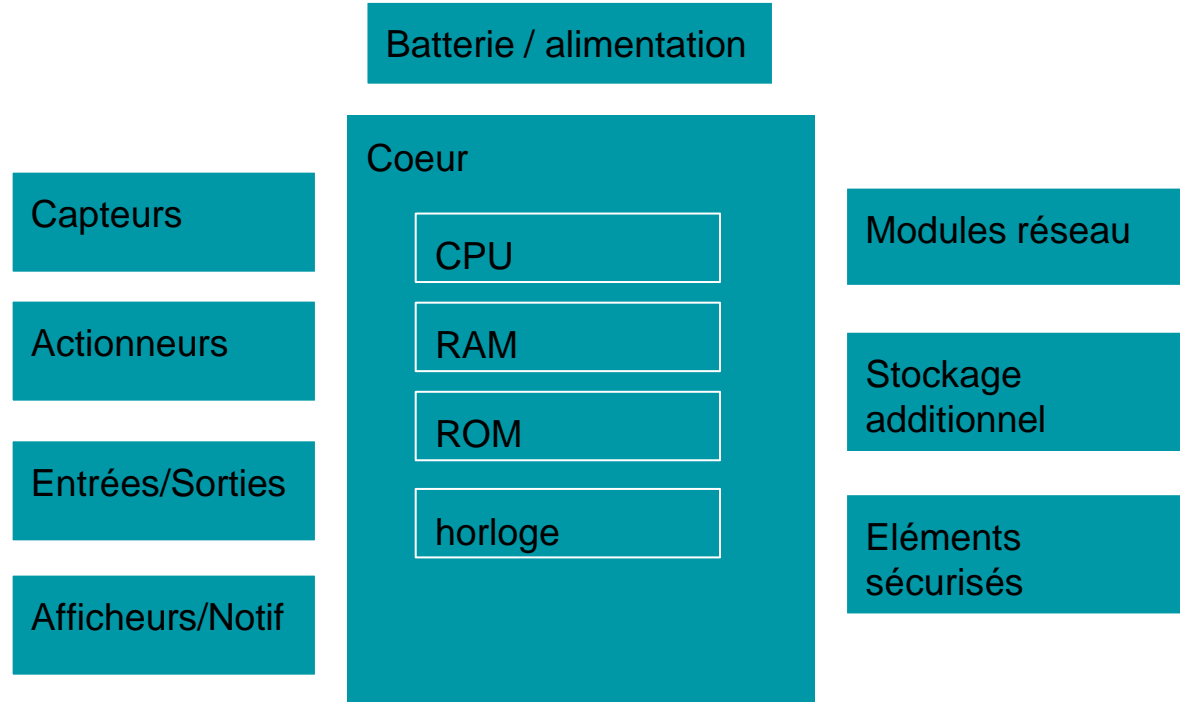 Batterie / alimentation
Coeur
CPU
RAM
ROM
horloge
Capteurs
Actionneurs
Entrées/Sorties
Afficheurs/Notif
Modules réseau
Stockage
additionnel
Eléments
sécurisés